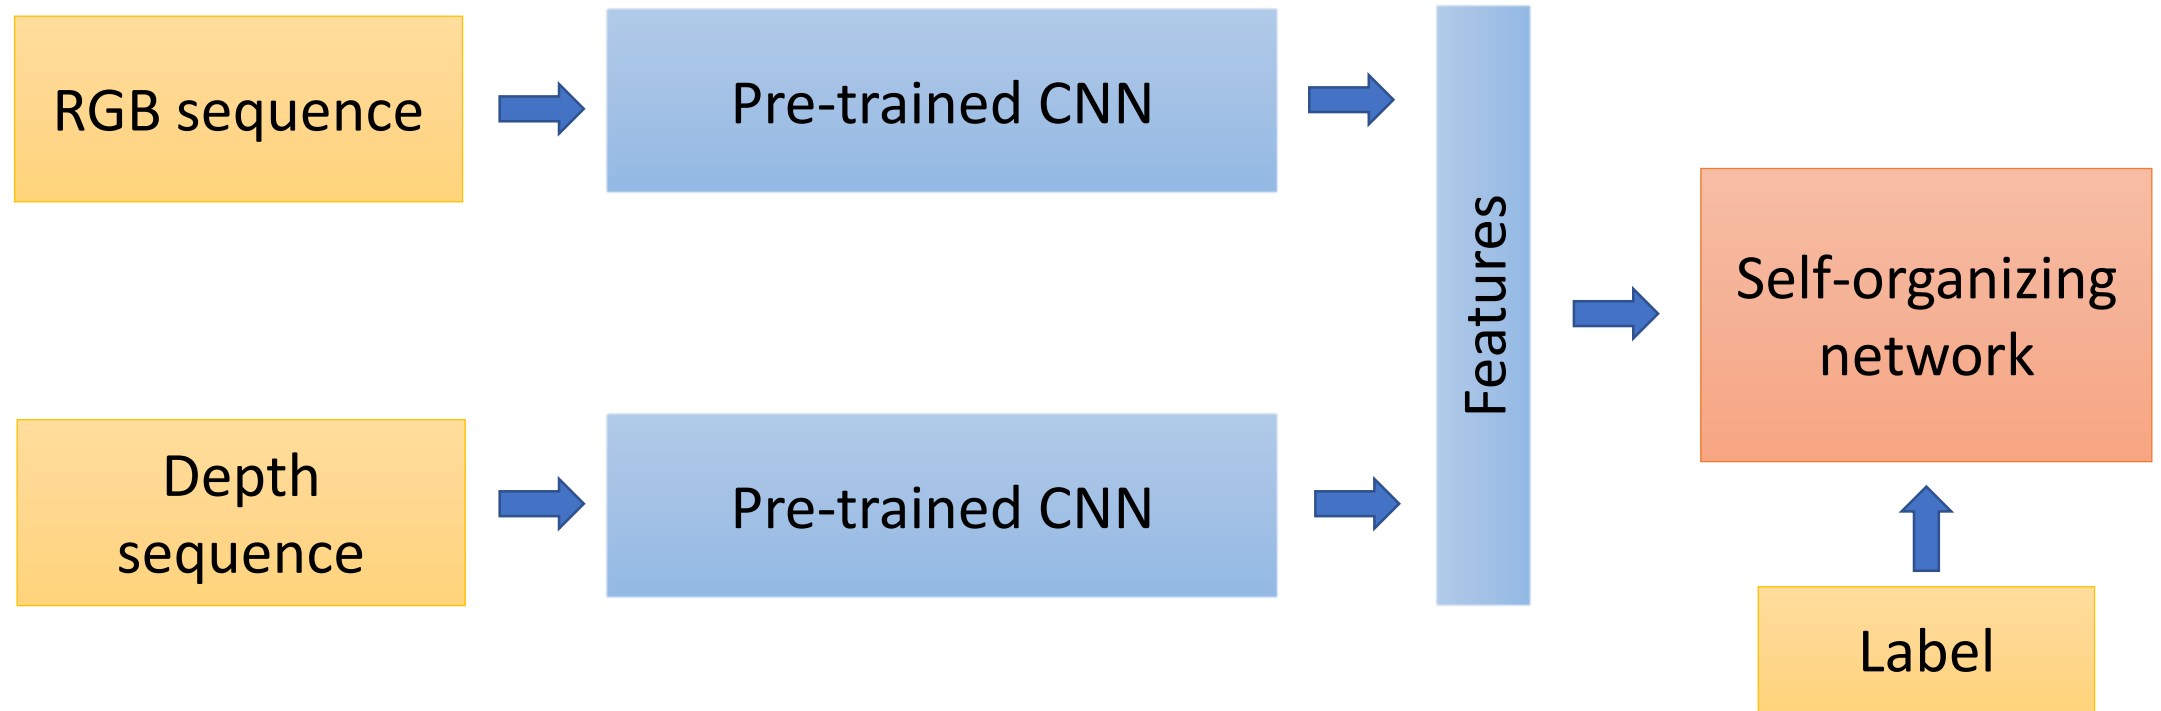 RGB sequence
Pre-trained CNN
Features
Self-organizing
network
Depth
sequence
Pre-trained CNN
Label